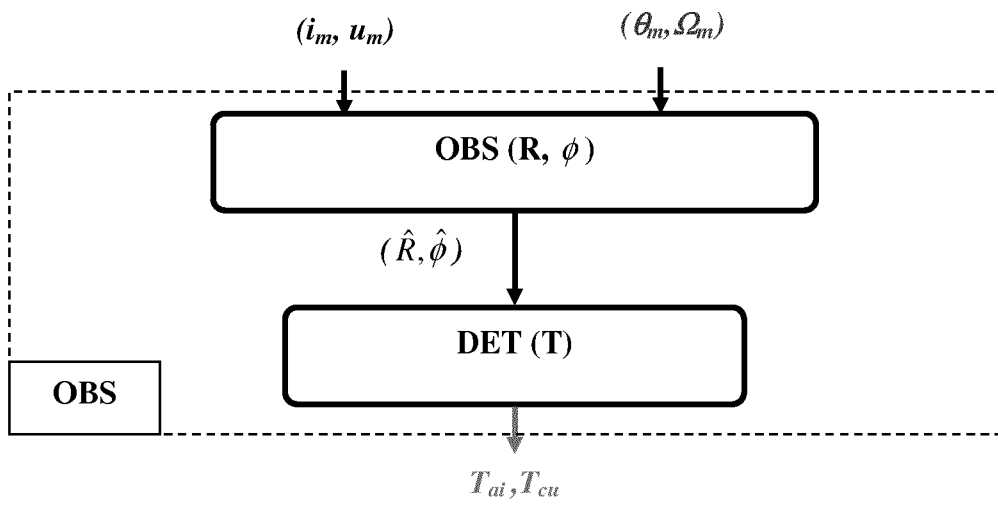 (i_m, u_m) (θ_m, Ω_m)
OBS (R, ϕ)
(R̂, ϕ̂)
DET (T)
OBS
T_ai, T_cu